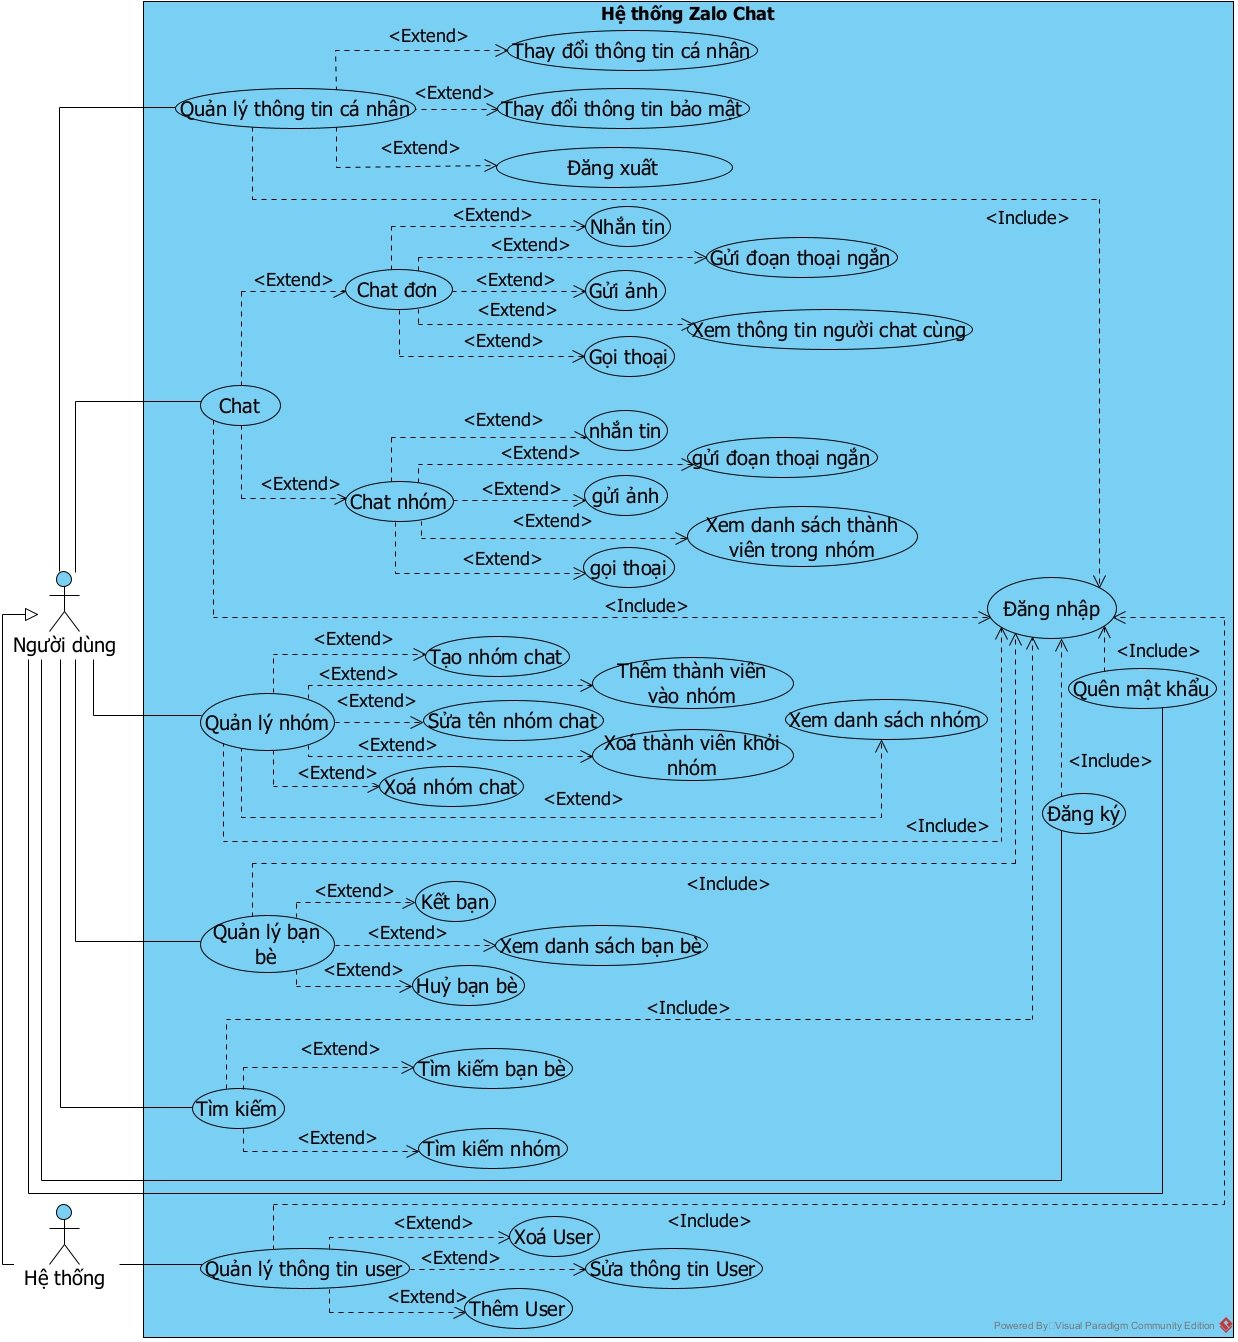 Hệ thống Zalo Chat
<Extend>
Thay đổi thông tin cá nhân
<Extend>
Quản lý thông tin cá nhân
Thay đổi thông tin bảo mật
<Extend>
Đăng xuất
<Include>
<Extend>
Nhắn tin
<Extend>
Gửi đoạn thoại ngắn
<Extend>
Chat đơn
<Extend>
Gửi ảnh
<Extend>
Xem thông tin người chat cùng
<Extend>
Gọi thoại
Chat
<Extend>
nhắn tin
<Extend>
gửi đoạn thoại ngắn
<Extend>
Chat nhóm
<Extend>
gửi ảnh
<Extend>
Xem danh sách thành
viên trong nhóm
<Extend>
gọi thoại
<Include>
Đăng nhập
Người dùng
<Extend>
Tạo nhóm chat
<Include>
<Extend>
Thêm thành viên
vào nhóm
Quên mật khẩu
<Extend>
Quản lý nhóm
Sửa tên nhóm chat
Xem danh sách nhóm
<Extend>
Xoá thành viên khỏi
nhóm
<Include>
<Extend>
Xoá nhóm chat
<Extend>
Đăng ký
<Include>
<Include>
<Extend>
Kết bạn
Quản lý bạn
bè
<Extend>
Xem danh sách bạn bè
<Extend>
Huỷ bạn bè
<Include>
<Extend>
Tìm kiếm bạn bè
Tìm kiếm
<Extend>
Tìm kiếm nhóm
<Include>
<Extend>
Xoá User
<Extend>
Hệ thống
Quản lý thông tin user
Sửa thông tin User
<Extend>
Thêm User
Powered By Visual Paradigm Community Edition